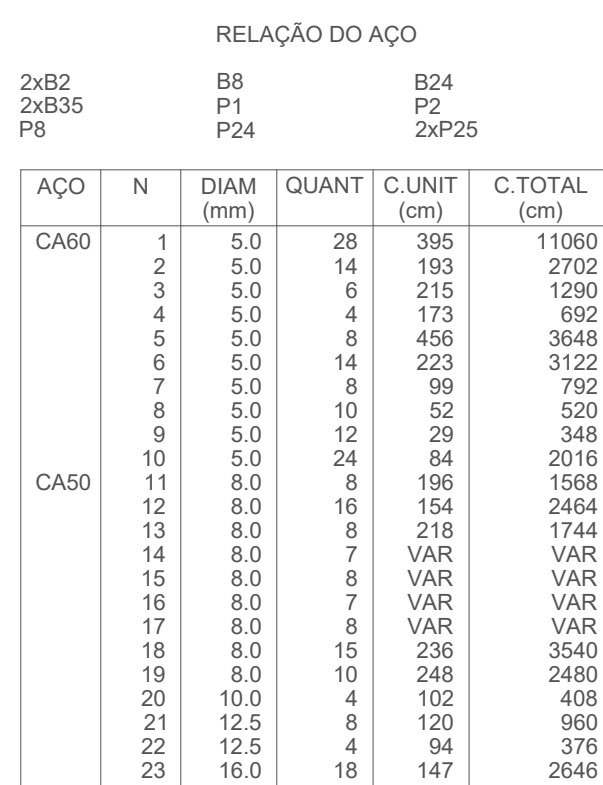 RELAÇÃO DO AÇO
2xB2 B8 B24
2xB35 P1 P2
P8 P24 2xP25
AÇO N DIAM QUANT C.UNIT C.TOTAL
(mm) (cm) (cm)
CA60 1 5.0 28 395 11060
2 5.0 14 193 2702
3 5.0 6 215 1290
4 5.0 4 173 692
5 5.0 8 456 3648
6 5.0 14 223 3122
7 5.0 8 99 792
8 5.0 10 52 520
9 5.0 12 29 348
10 5.0 24 84 2016
CA50 11 8.0 8 196 1568
12 8.0 16 154 2464
13 8.0 8 218 1744
14 8.0 7 VAR VAR
15 8.0 8 VAR VAR
16 8.0 7 VAR VAR
17 8.0 8 VAR VAR
18 8.0 15 236 3540
19 8.0 10 248 2480
20 10.0 4 102 408
21 12.5 8 120 960
22 12.5 4 94 376
23 16.0 18 147 2646